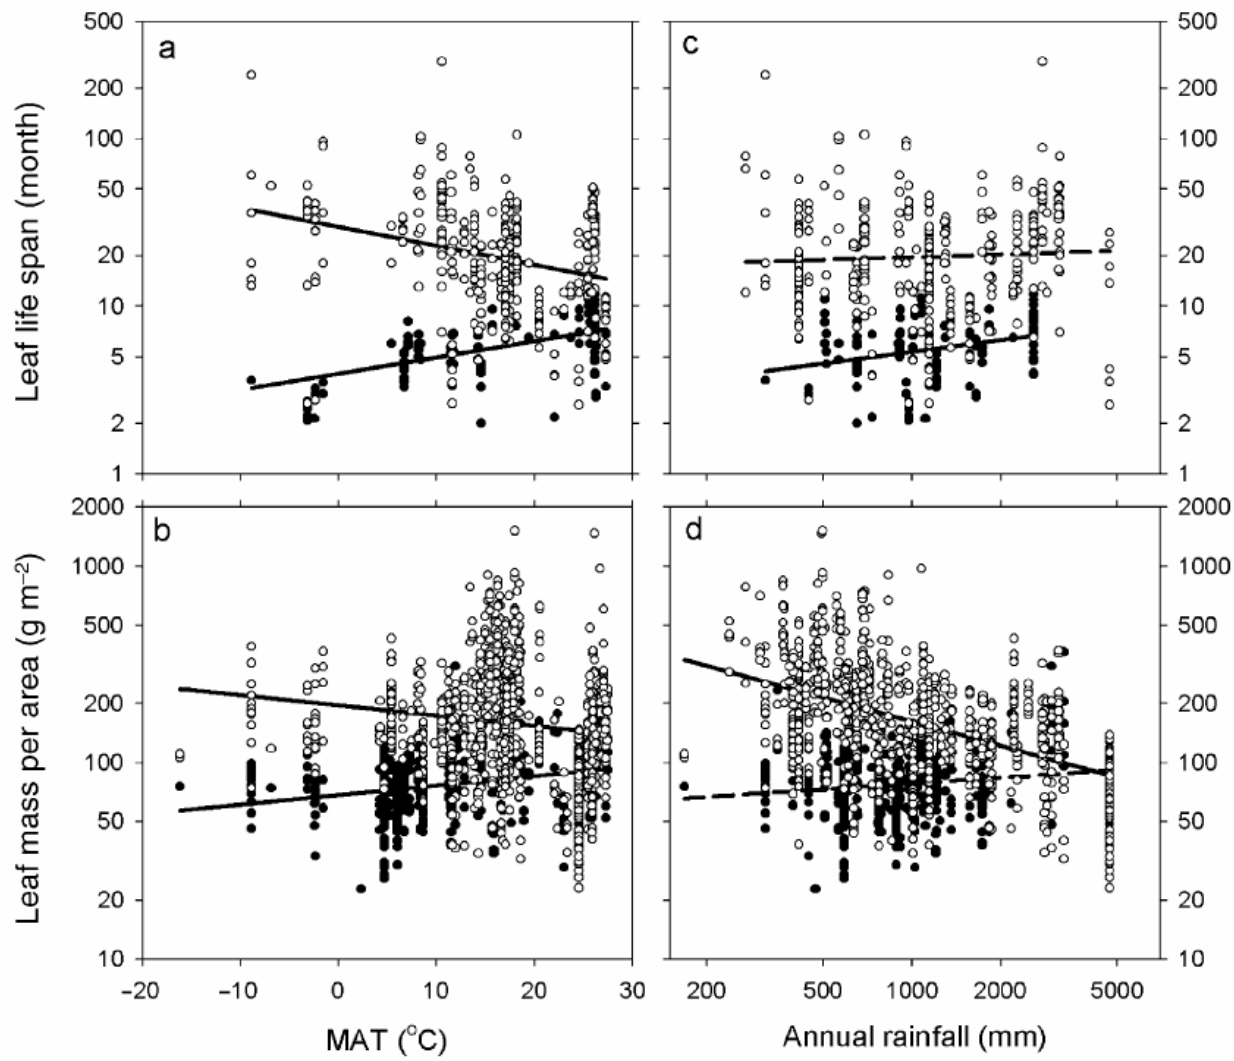 500 a c 500
200 200
100 100
50 50
20 20
10 10
5 5
2 2
1 1
Leaf life span (month)
2000 b d 2000
1000 1000
500 500
200 200
100 100
50 50
20 20
10 10
Leaf mass per area (g m⁻²)
−20 −10 0 10 20 30 200 500 1000 2000 5000
MAT (°C) Annual rainfall (mm)